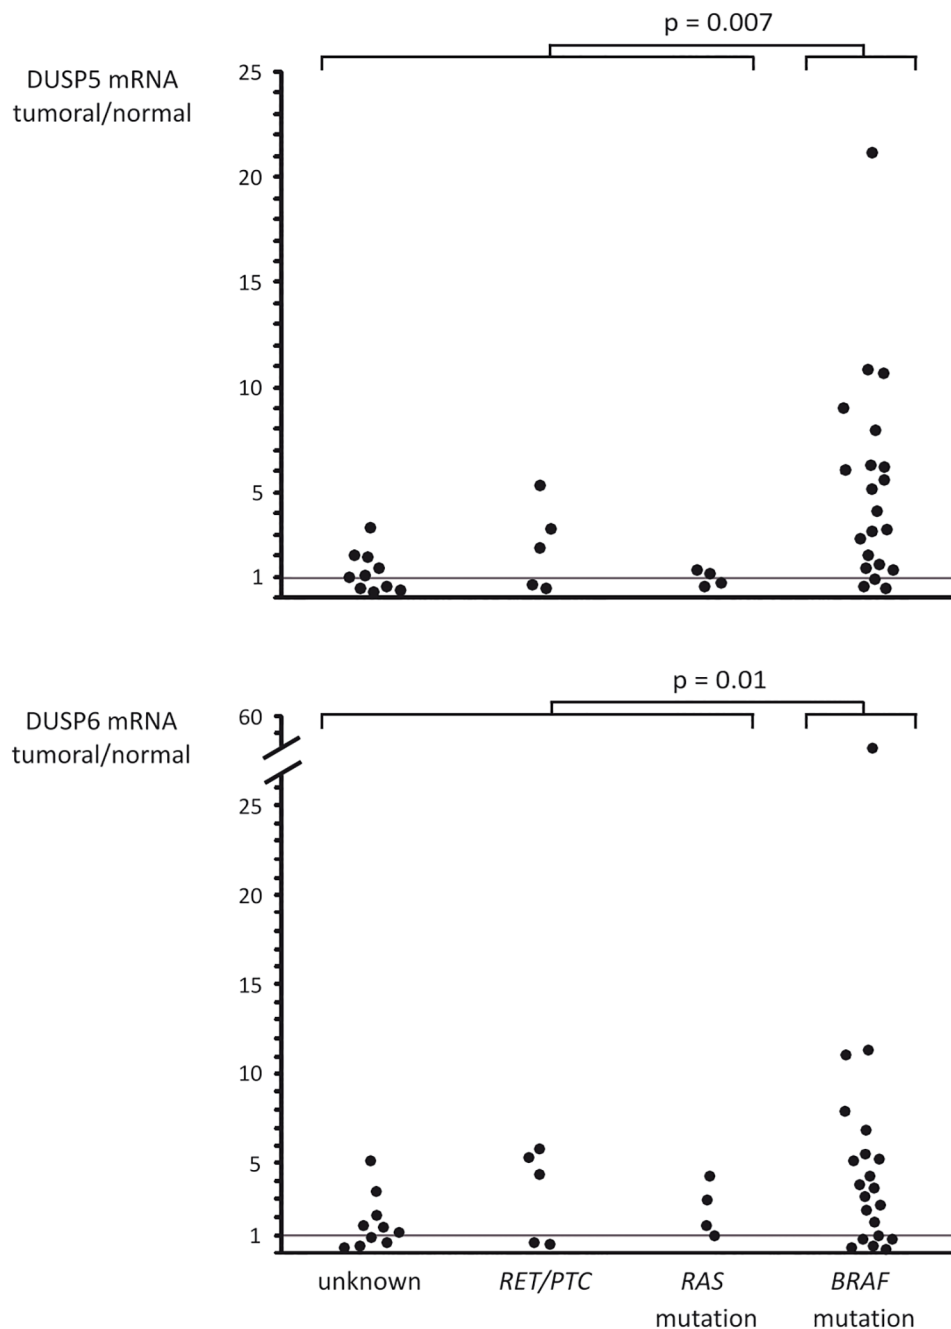 p = 0.007
DUSP5 mRNA
tumoral/normal
25
20
15
10
5
1
p = 0.01
DUSP6 mRNA
tumoral/normal
60
25
20
15
10
5
1
unknown
RET/PTC
RAS
mutation
BRAF
mutation